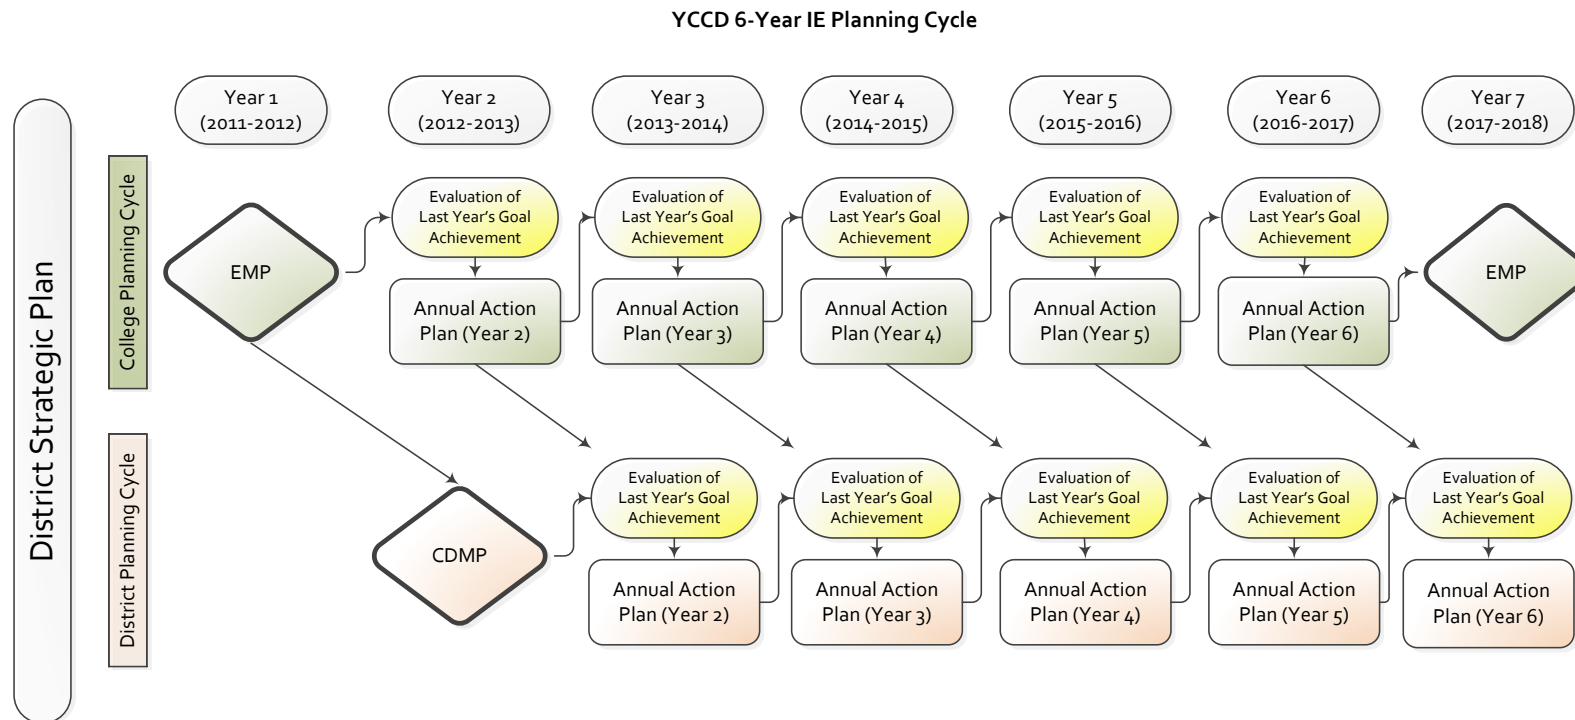 YCCD 6-Year IE Planning Cycle
Year 1
(2011-2012)
Year 2
(2012-2013)
Year 3
(2013-2014)
Year 4
(2014-2015)
Year 5
(2015-2016)
Year 6
(2016-2017)
Year 7
(2017-2018)
District Strategic Plan
College Planning Cycle
EMP
Evaluation of
Last Year's Goal
Achievement
Evaluation of
Last Year's Goal
Achievement
Evaluation of
Last Year's Goal
Achievement
Evaluation of
Last Year's Goal
Achievement
Evaluation of
Last Year's Goal
Achievement
EMP
Annual Action
Plan (Year 2)
Annual Action
Plan (Year 3)
Annual Action
Plan (Year 4)
Annual Action
Plan (Year 5)
Annual Action
Plan (Year 6)
District Planning Cycle
CDMP
Evaluation of
Last Year's Goal
Achievement
Evaluation of
Last Year's Goal
Achievement
Evaluation of
Last Year's Goal
Achievement
Evaluation of
Last Year's Goal
Achievement
Evaluation of
Last Year's Goal
Achievement
Annual Action
Plan (Year 2)
Annual Action
Plan (Year 3)
Annual Action
Plan (Year 4)
Annual Action
Plan (Year 5)
Annual Action
Plan (Year 6)